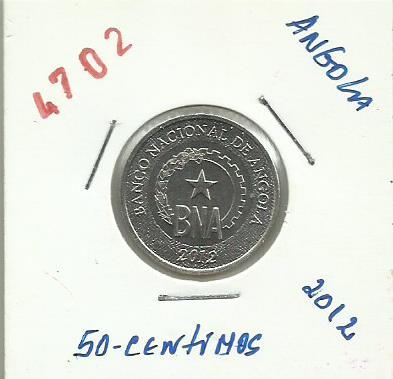 4702
ANGOLA
BANCO NACIONAL DE ANGOLA
BNA
2012
2012
50-CENTIMOS